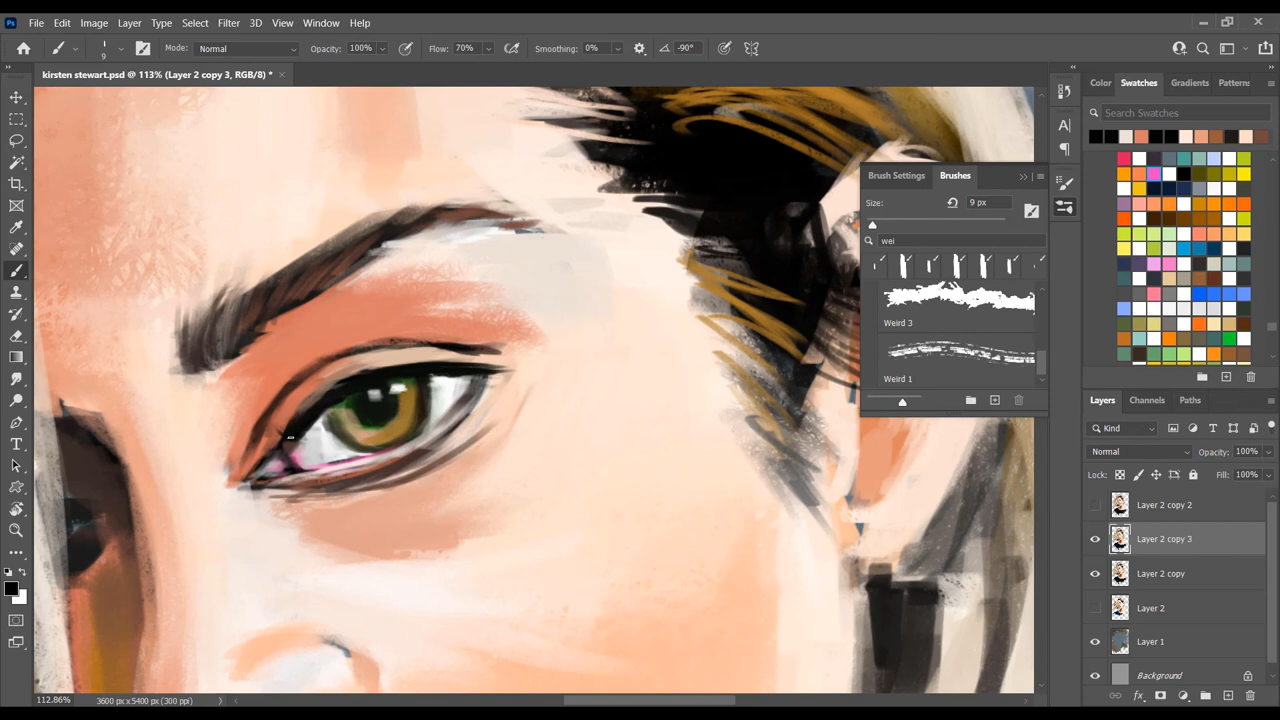 Ps File Edit Image Layer Type Select Filter 3D View Window Help
9 Mode: Normal Opacity: 100% Flow: 70% Smoothing: 0% -90°
kirsten stewart.psd @ 113% (Layer 2 copy 3, RGB/8) *
Color Swatches Gradients Patterns
Search Swatches
Brush Settings Brushes
Size: 9 px
wei
Weird 3
Weird 1
Layers Channels Paths
Kind
Normal Opacity: 100%
Lock: Fill: 100%
Layer 2 copy 2
Layer 2 copy 3
Layer 2 copy
Layer 2
Layer 1
Background
112.86% 3600 px x 5400 px (300 ppi)